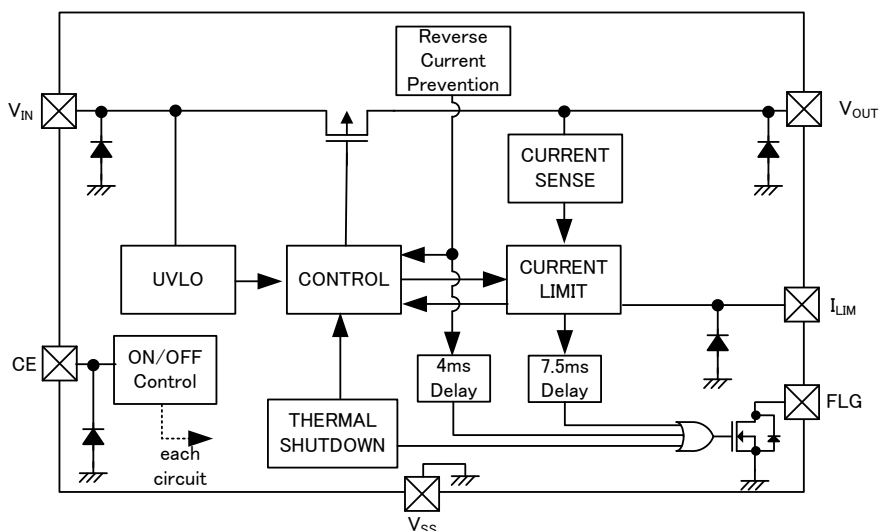 Reverse
Current
Prevention
VIN
VOUT
CURRENT
SENSE
UVLO
CONTROL
CURRENT
LIMIT
ILIM
CE
ON/OFF
Control
4ms
Delay
7.5ms
Delay
FLG
THERMAL
SHUTDOWN
each
circuit
VSS